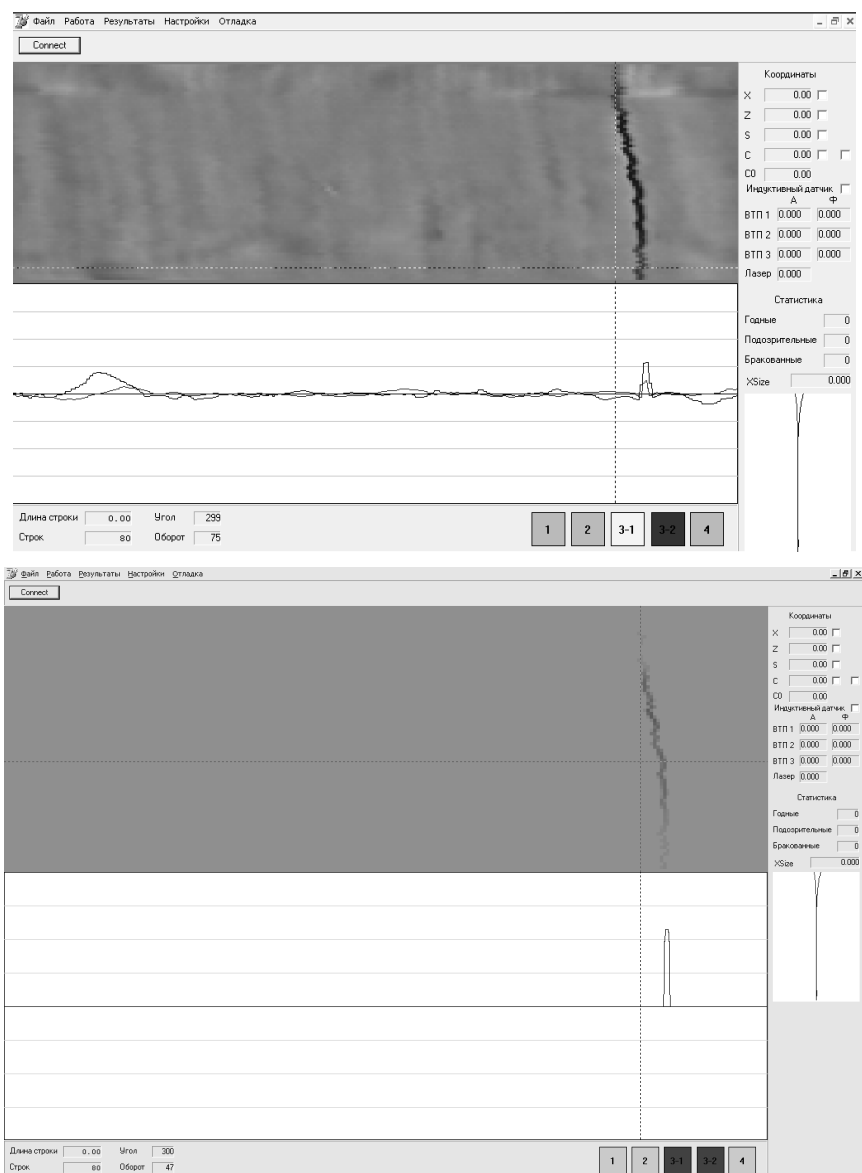 Файл Работа Результаты Настройки Отладка
Connect
Координаты
X 0.00
Z 0.00
S 0.00
C 0.00
C0 0.00
Индуктивный датчик
А Ф
ВТП 1 0.000 0.000
ВТП 2 0.000 0.000
ВТП 3 0.000 0.000
Лазер 0.000
Статистика
Годные 0
Подозрительные 0
Бракованные 0
XSize 0.000
Длина строки 0.00 Угол 299
Строк 80 Оборот 75
1 2 3-1 3-2 4
Файл Работа Результаты Настройки Отладка
Connect
Координаты
X 0.00
Z 0.00
S 0.00
C 0.00
C0 0.00
Индуктивный датчик
А Ф
ВТП 1 0.000 0.000
ВТП 2 0.000 0.000
ВТП 3 0.000 0.000
Лазер 0.000
Статистика
Годные 0
Подозрительные 0
Бракованные 0
XSize 0.000
Длина строки 0.00 Угол 300
Строк 80 Оборот 47
1 2 3-1 3-2 4